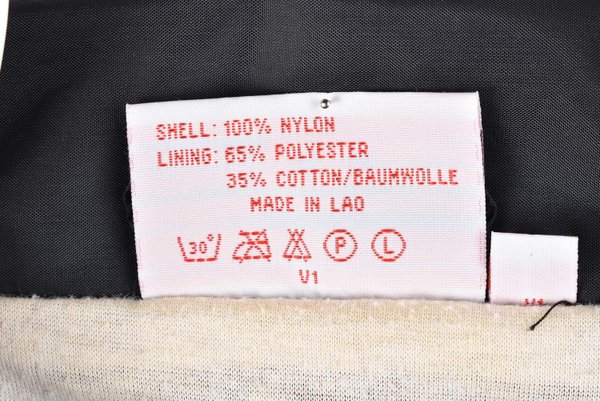 SHELL: 100% NYLON
LINING: 65% POLYESTER
35% COTTON/BAUMWOLLE
MADE IN LAO
30° P L
V1